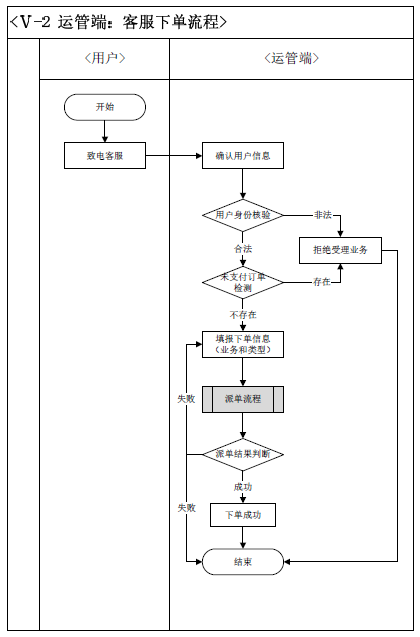 <V-2 运管端：客服下单流程>
<用户>
<运管端>
开始
致电客服
确认用户信息
用户身份核验
非法
合法
拒绝受理业务
未支付订单
检测
存在
不存在
填报下单信息
（业务和类型）
失败
派单流程
派单结果判断
成功
失败
下单成功
结束